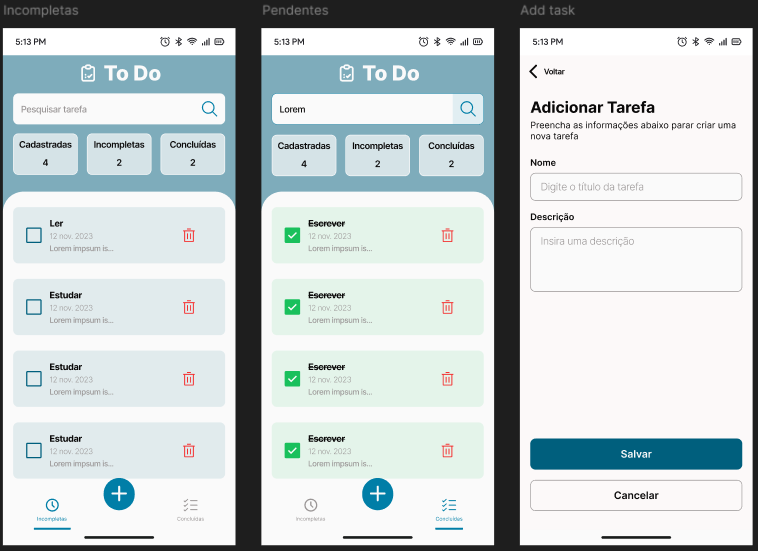 Incompletas
5:13 PM
To Do
Pesquisar tarefa
Cadastradas
4
Incompletas
2
Concluídas
2
Ler
12 nov. 2023
Lorem impsum is...
Estudar
12 nov. 2023
Lorem impsum is...
Estudar
12 nov. 2023
Lorem impsum is...
Estudar
12 nov. 2023
Lorem impsum is...
Incompletas
Concluídas
Pendentes
5:13 PM
To Do
Lorem
Cadastradas
4
Incompletas
2
Concluídas
2
Escrever
12 nov. 2023
Lorem impsum is...
Escrever
12 nov. 2023
Lorem impsum is...
Escrever
12 nov. 2023
Lorem impsum is...
Escrever
12 nov. 2023
Lorem impsum is...
Incompletas
Concluídas
Add task
5:13 PM
Voltar
Adicionar Tarefa
Preencha as informações abaixo parar criar uma
nova tarefa
Nome
Digite o título da tarefa
Descrição
Insira uma descrição
Salvar
Cancelar